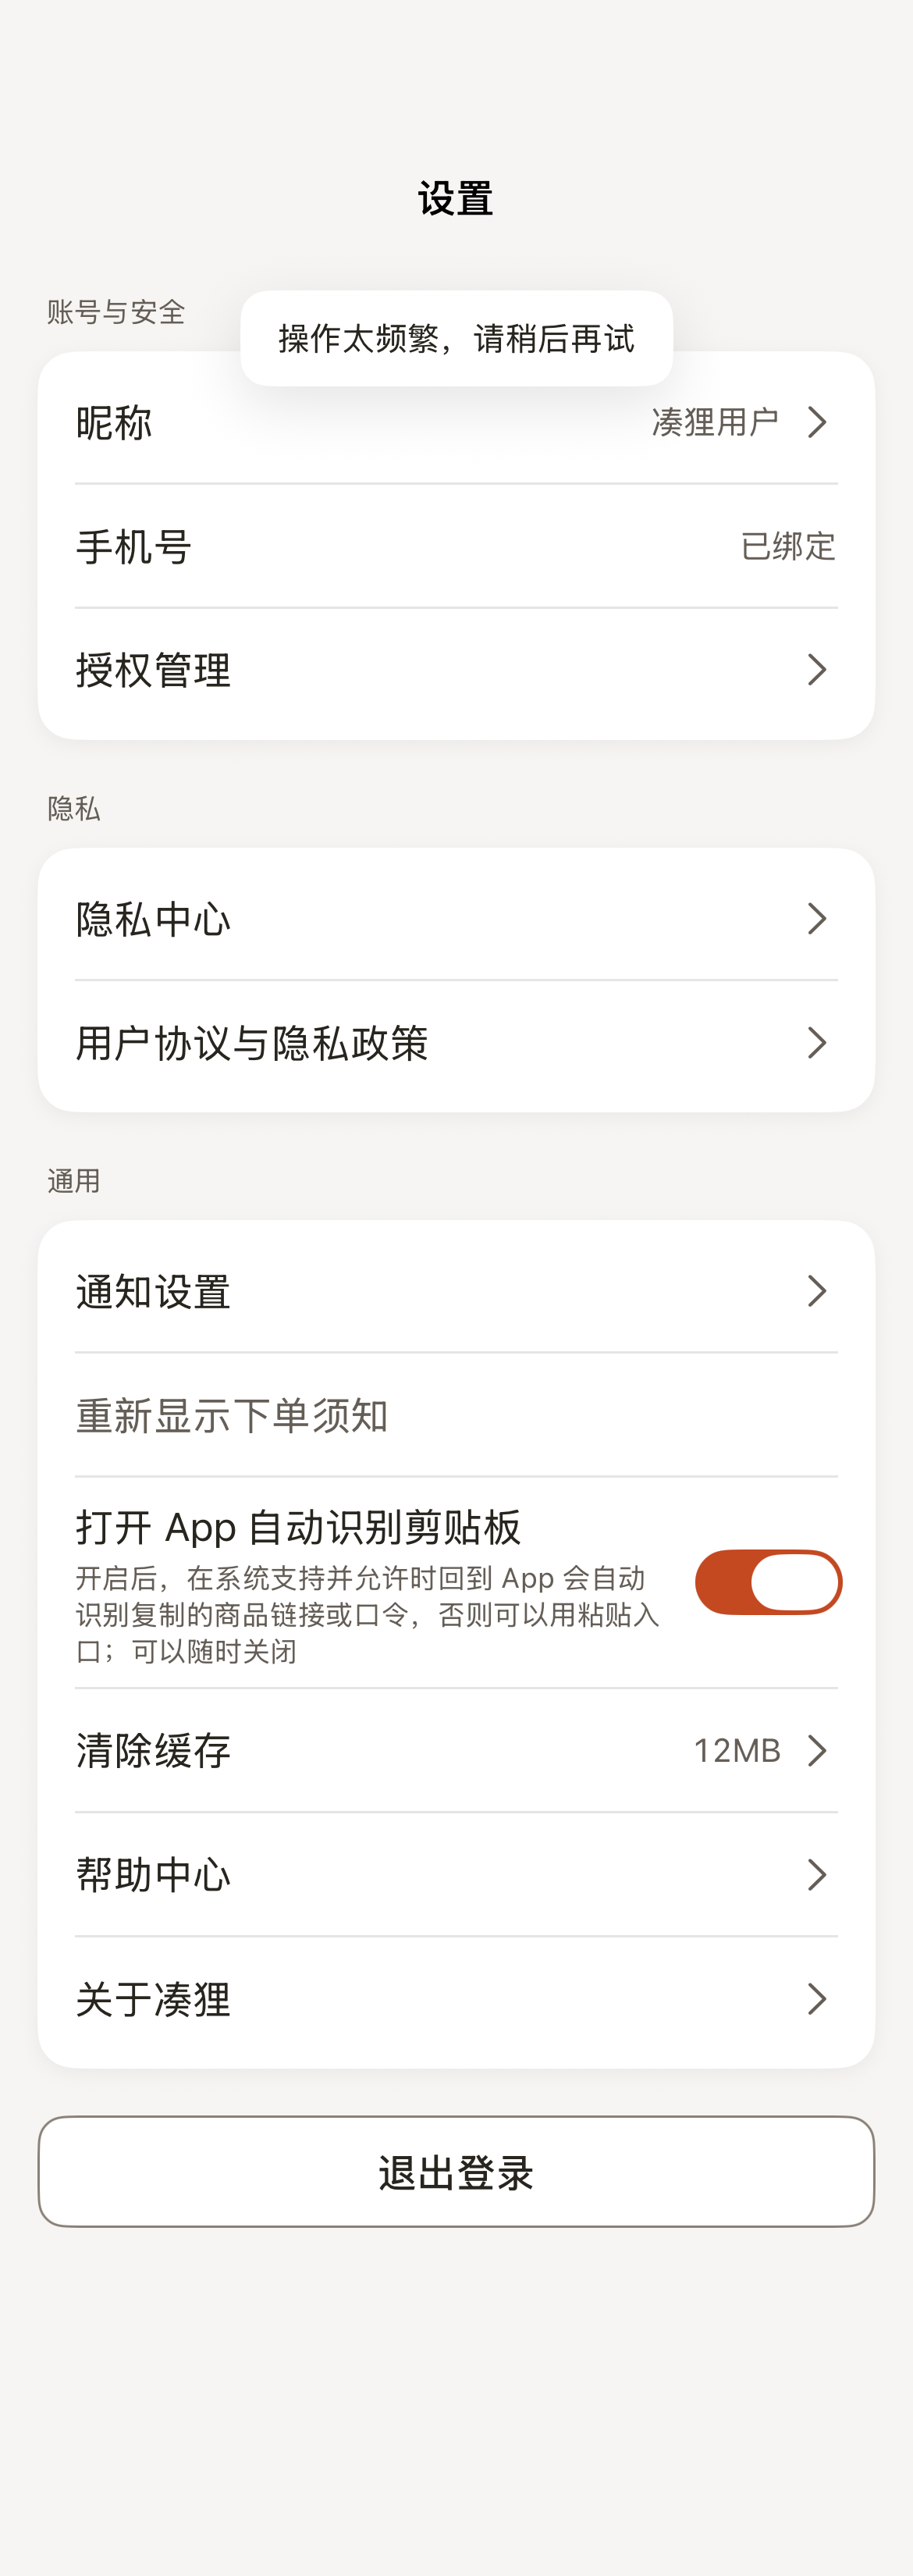 设置
账号与安全
操作太频繁，请稍后再试
昵称
凑狸用户
手机号
已绑定
授权管理
隐私
隐私中心
用户协议与隐私政策
通用
通知设置
重新显示下单须知
打开 App 自动识别剪贴板
开启后，在系统支持并允许时回到 App 会自动
识别复制的商品链接或口令，否则可以用粘贴入
口；可以随时关闭
清除缓存
12MB
帮助中心
关于凑狸
退出登录